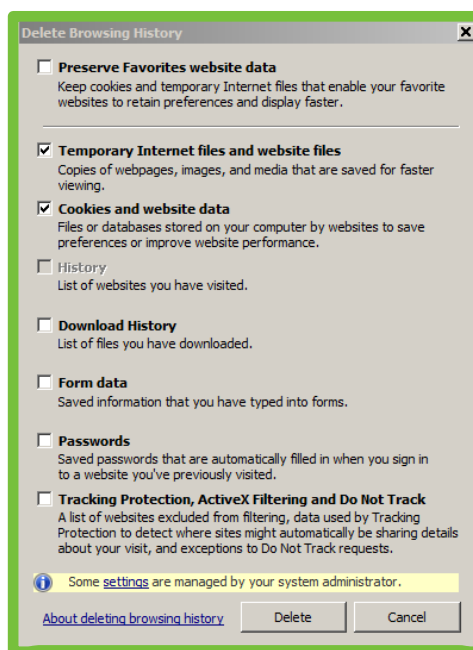 Delete Browsing History
Preserve Favorites website data
Keep cookies and temporary Internet files that enable your favorite
websites to retain preferences and display faster.
Temporary Internet files and website files
Copies of webpages, images, and media that are saved for faster
viewing.
Cookies and website data
Files or databases stored on your computer by websites to save
preferences or improve website performance.
History
List of websites you have visited.
Download History
List of files you have downloaded.
Form data
Saved information that you have typed into forms.
Passwords
Saved passwords that are automatically filled in when you sign in
to a website you've previously visited.
Tracking Protection, ActiveX Filtering and Do Not Track
A list of websites excluded from filtering, data used by Tracking
Protection to detect where sites might automatically be sharing details
about your visit, and exceptions to Do Not Track requests.
Some settings are managed by your system administrator.
About deleting browsing history Delete Cancel